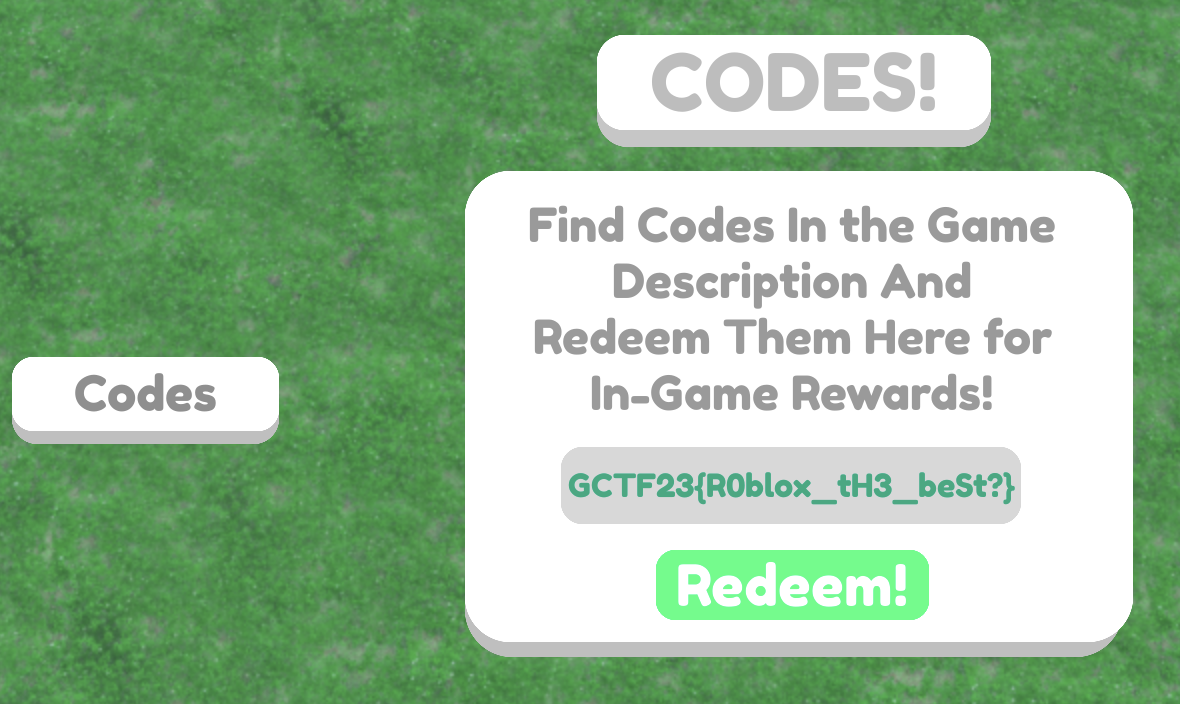 CODES!
Find Codes In the Game
Description And
Redeem Them Here for
In-Game Rewards!
Codes
GCTF23{R0blox_tH3_beSt?}
Redeem!